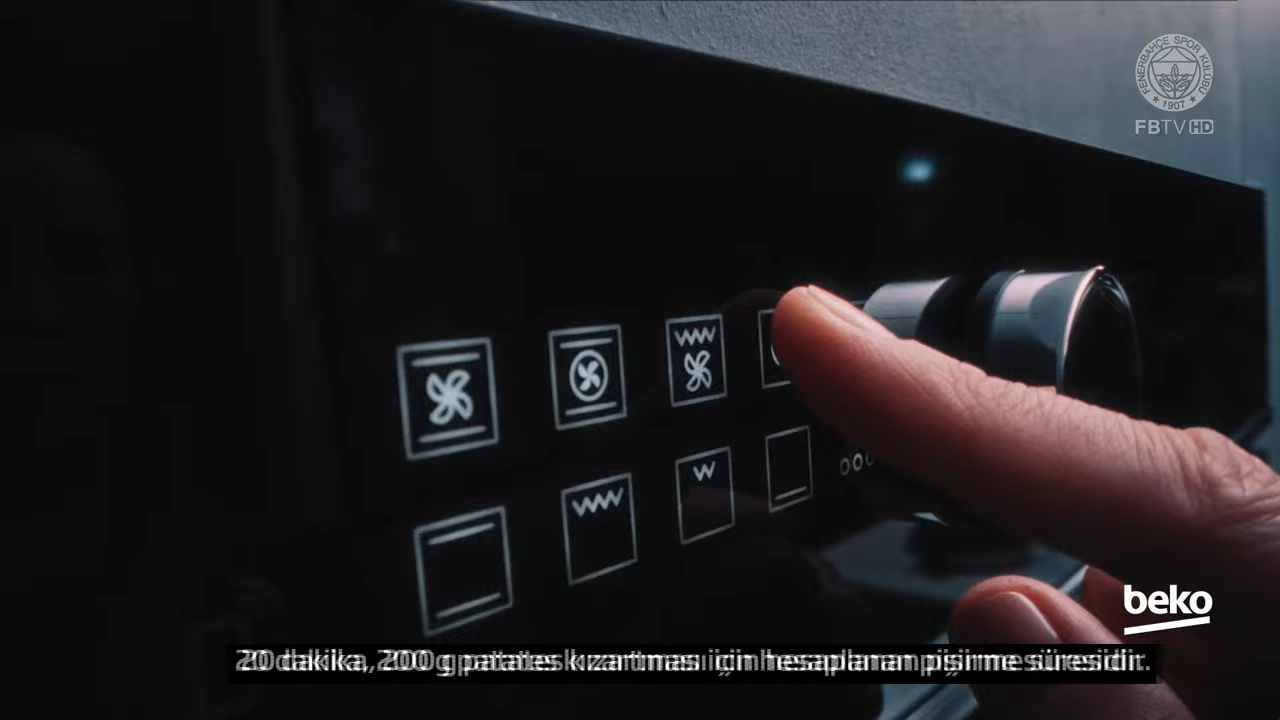 FENERBAHÇE SPOR KULÜBÜ
★ 1907 ★
FBTV HD
beko
20 dakika, 200 g patates kızartması için hesaplanan pişirme süresidir.